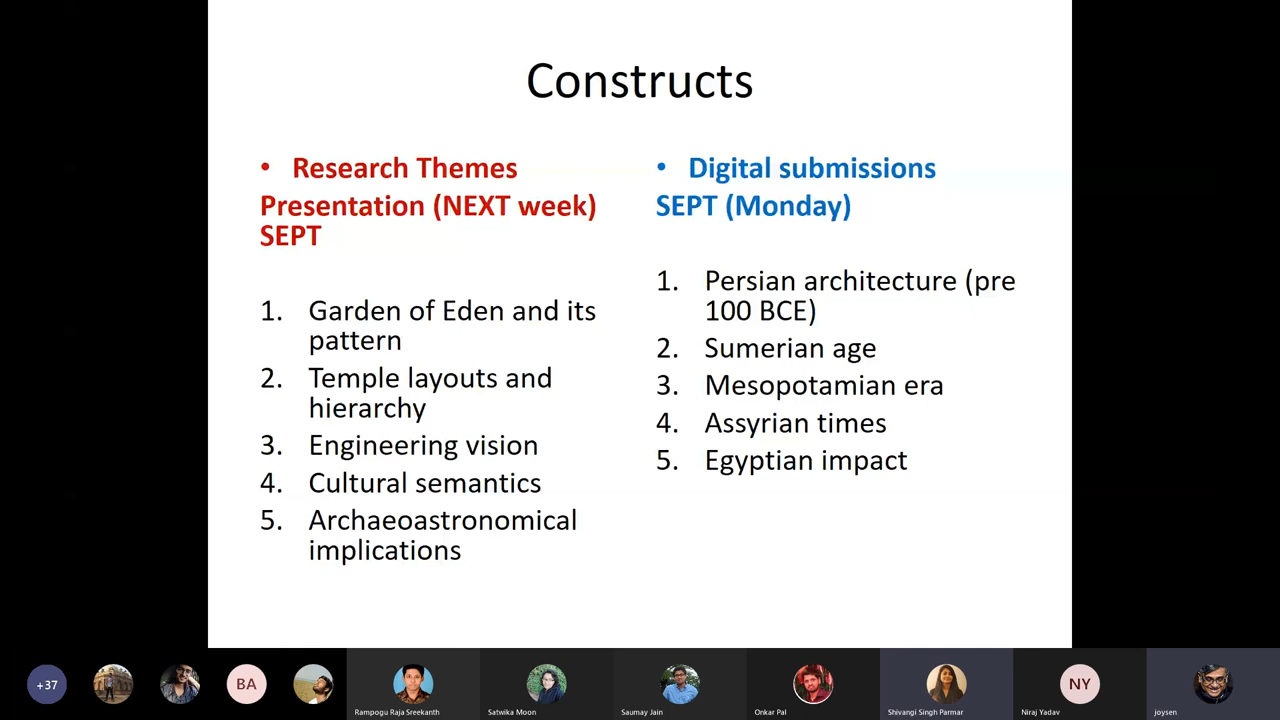 Constructs
• Research Themes
Presentation (NEXT week)
SEPT
1. Garden of Eden and its
pattern
2. Temple layouts and
hierarchy
3. Engineering vision
4. Cultural semantics
5. Archaeoastronomical
implications
• Digital submissions
SEPT (Monday)
1. Persian architecture (pre
100 BCE)
2. Sumerian age
3. Mesopotamian era
4. Assyrian times
5. Egyptian impact
+37
BA
NY
Rampogu Raja Sreekanth
Satwika Moon
Saumay Jain
Onkar Pal
Shivangi Singh Parmar
Niraj Yadav
joysen